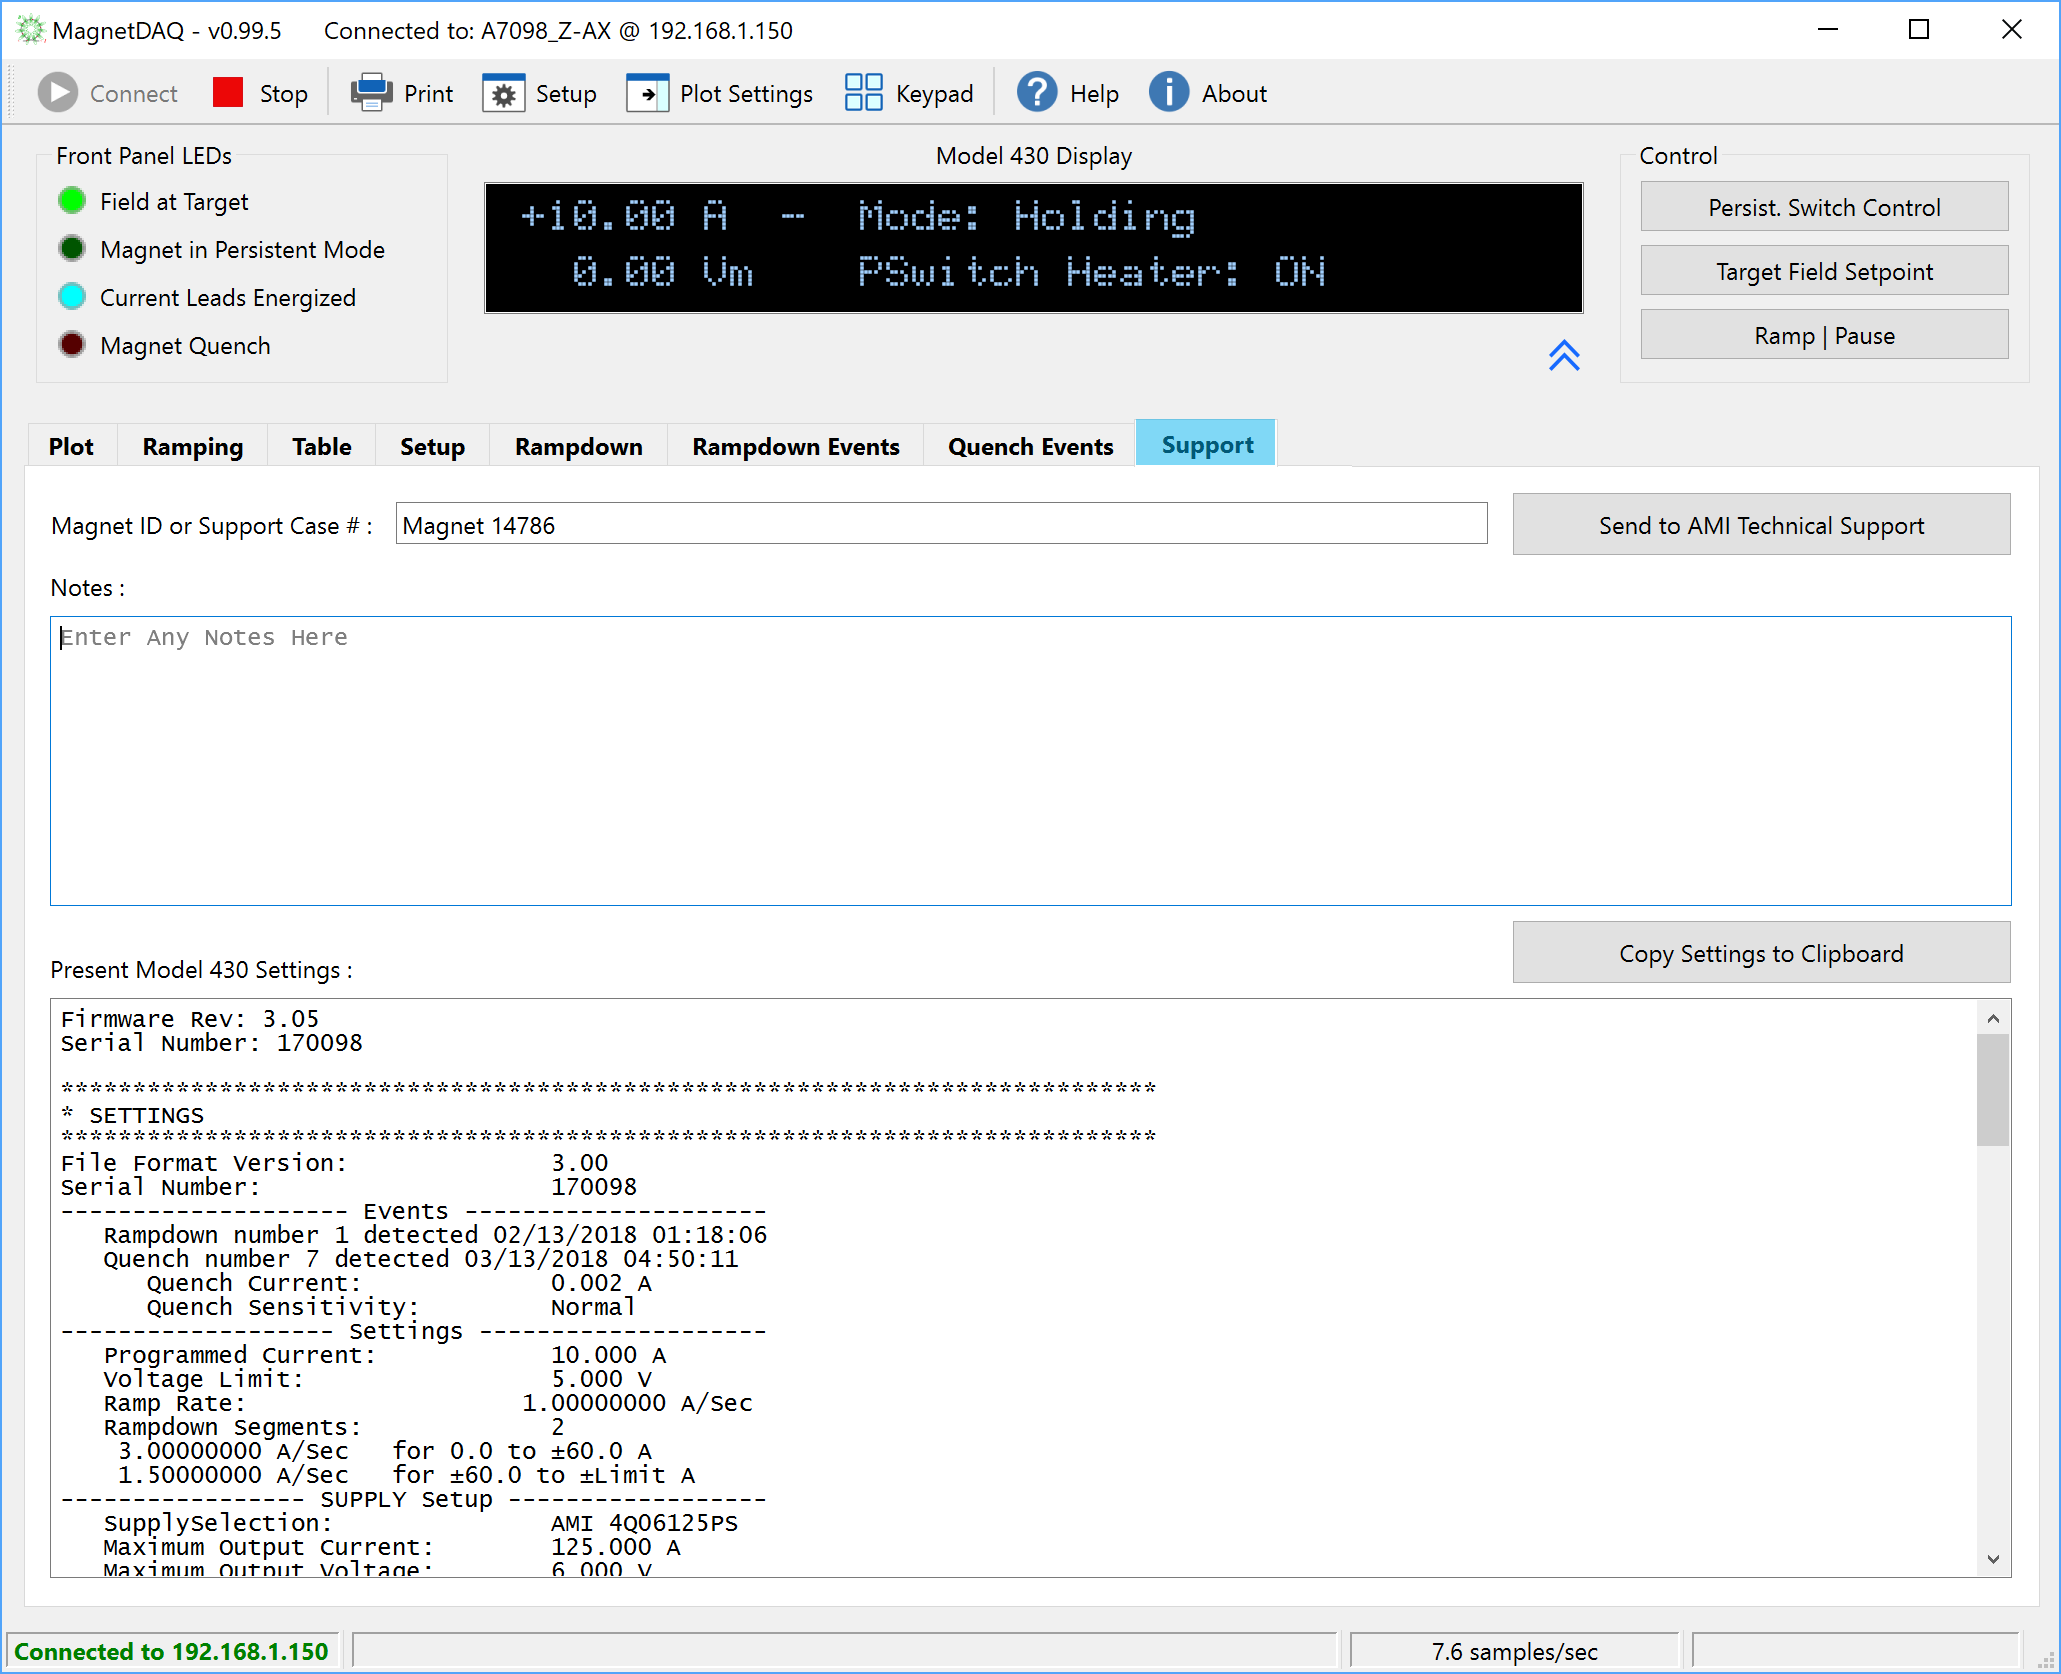 MagnetDAQ - v0.99.5 Connected to: A7098_Z-AX @ 192.168.1.150
Connect Stop Print Setup Plot Settings Keypad Help About
Front Panel LEDs
Field at Target
Magnet in Persistent Mode
Current Leads Energized
Magnet Quench
Model 430 Display
+10.00 A – Mode: Holding
0.00 Vm PSwitch Heater: ON
Control
Persist. Switch Control
Target Field Setpoint
Ramp | Pause
Plot Ramping Table Setup Rampdown Rampdown Events Quench Events Support
Magnet ID or Support Case # : Magnet 14786 Send to AMI Technical Support
Notes :
Enter Any Notes Here
Copy Settings to Clipboard
Present Model 430 Settings :
Firmware Rev: 3.05
Serial Number: 170098
****************************************************************************
* SETTINGS
****************************************************************************
File Format Version: 3.00
Serial Number: 170098
-------------------- Events ---------------------
Rampdown number 1 detected 02/13/2018 01:18:06
Quench number 7 detected 03/13/2018 04:50:11
Quench Current: 0.002 A
Quench Sensitivity: Normal
------------------- Settings --------------------
Programmed Current: 10.000 A
Voltage Limit: 5.000 V
Ramp Rate: 1.00000000 A/Sec
Rampdown Segments: 2
3.00000000 A/Sec for 0.0 to ±60.0 A
1.50000000 A/Sec for ±60.0 to ±Limit A
----------------- SUPPLY Setup ------------------
SupplySelection: AMI 4Q06125PS
Maximum Output Current: 125.000 A
Maximum Output Voltage: 6.000 V
Connected to 192.168.1.150 7.6 samples/sec